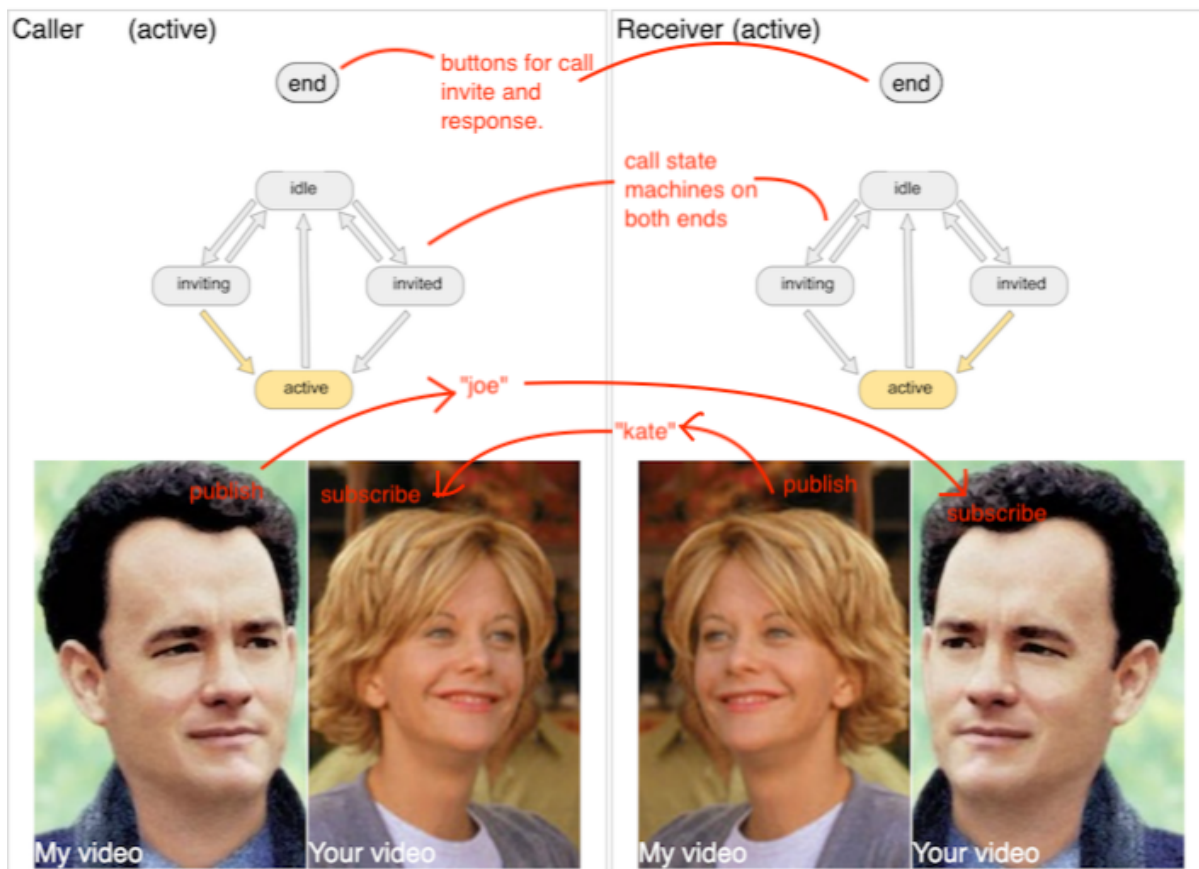 Caller (active)
end
buttons for call
invite and
response.
idle
inviting
invited
active
call state
machines on
both ends
Receiver (active)
end
idle
inviting
invited
active
"joe"
"kate"
publish
subscribe
publish
subscribe
My video
Your video
My video
Your video